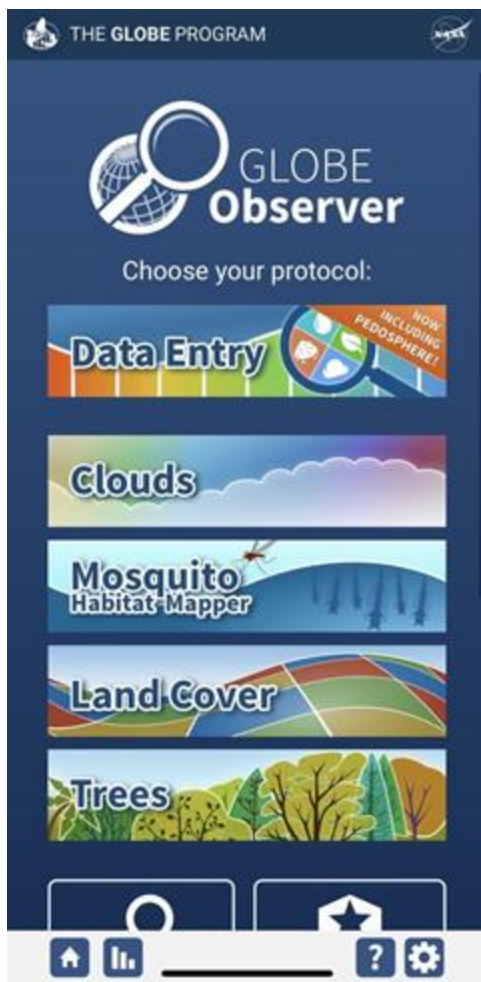 THE GLOBE PROGRAM
NASA
GLOBE
Observer
Choose your protocol:
Data Entry
NOW
INCLUDING
PEDOSPHERE!
Clouds
Mosquito
Habitat Mapper
Land Cover
Trees
?